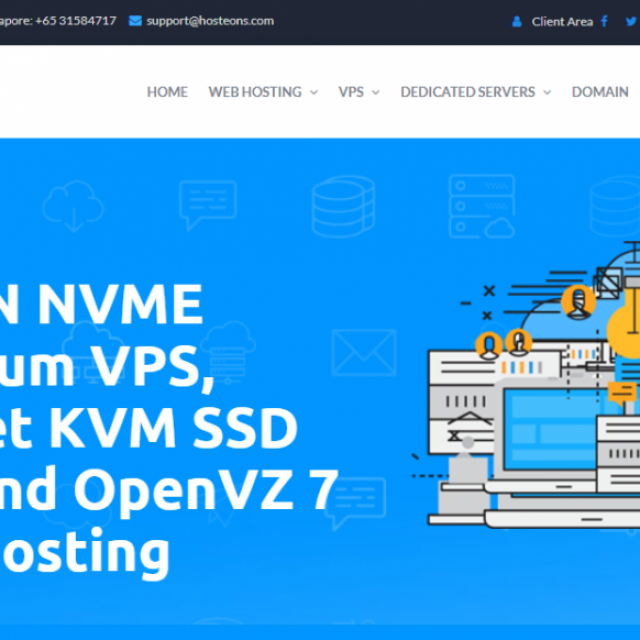 apore: +65 31584717 support@hosteons.com Client Area
HOME WEB HOSTING VPS DEDICATED SERVERS DOMAIN
N NVME
um VPS,
et KVM SSD
nd OpenVZ 7
osting